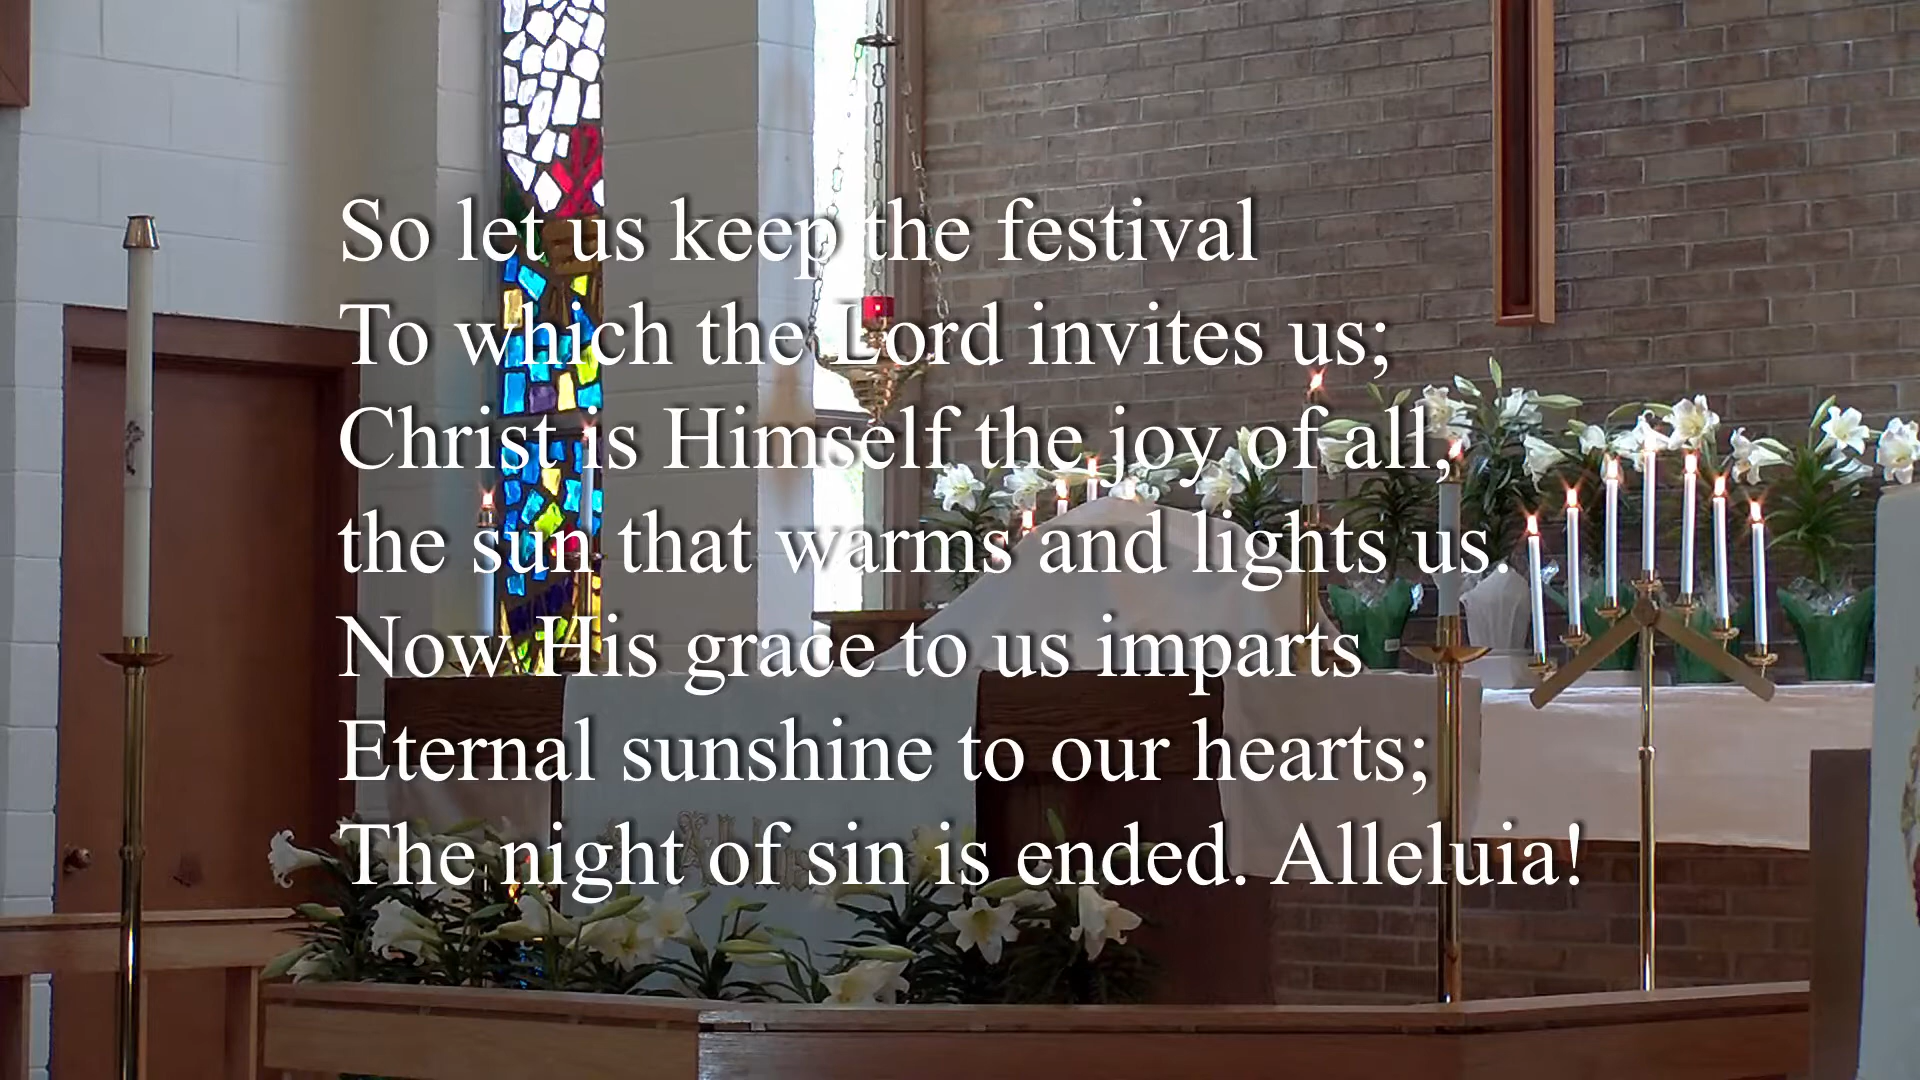 So let us keep the festival
To which the Lord invites us;
Christ is Himself the joy of all,
the sun that warms and lights us.
Now His grace to us imparts
Eternal sunshine to our hearts;
The night of sin is ended. Alleluia!